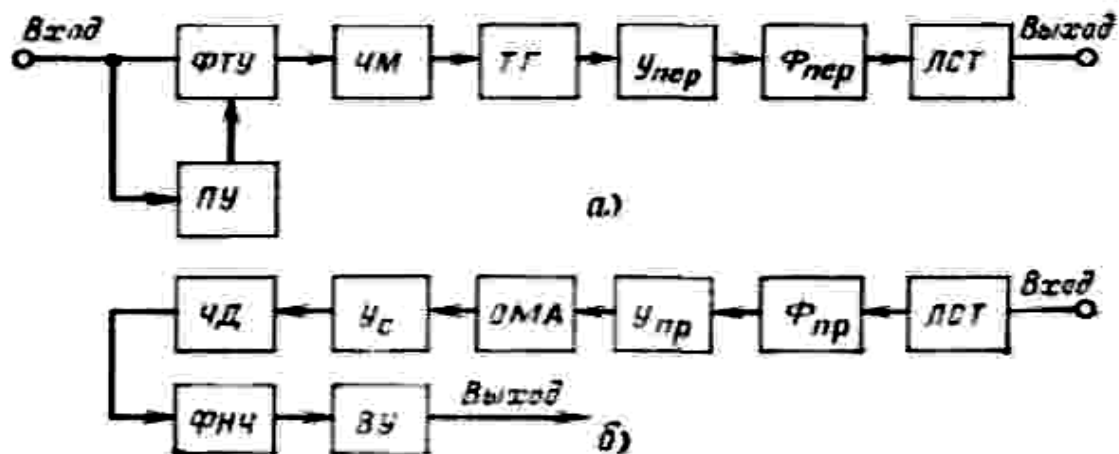 Вход
ФТУ ЧМ ТГ Упер Фпер ЛСТ Выход
ПУ
а)
ЧД Ус ОМА Упр Фпр ЛСТ Вход
ФНЧ ВУ Выход
б)